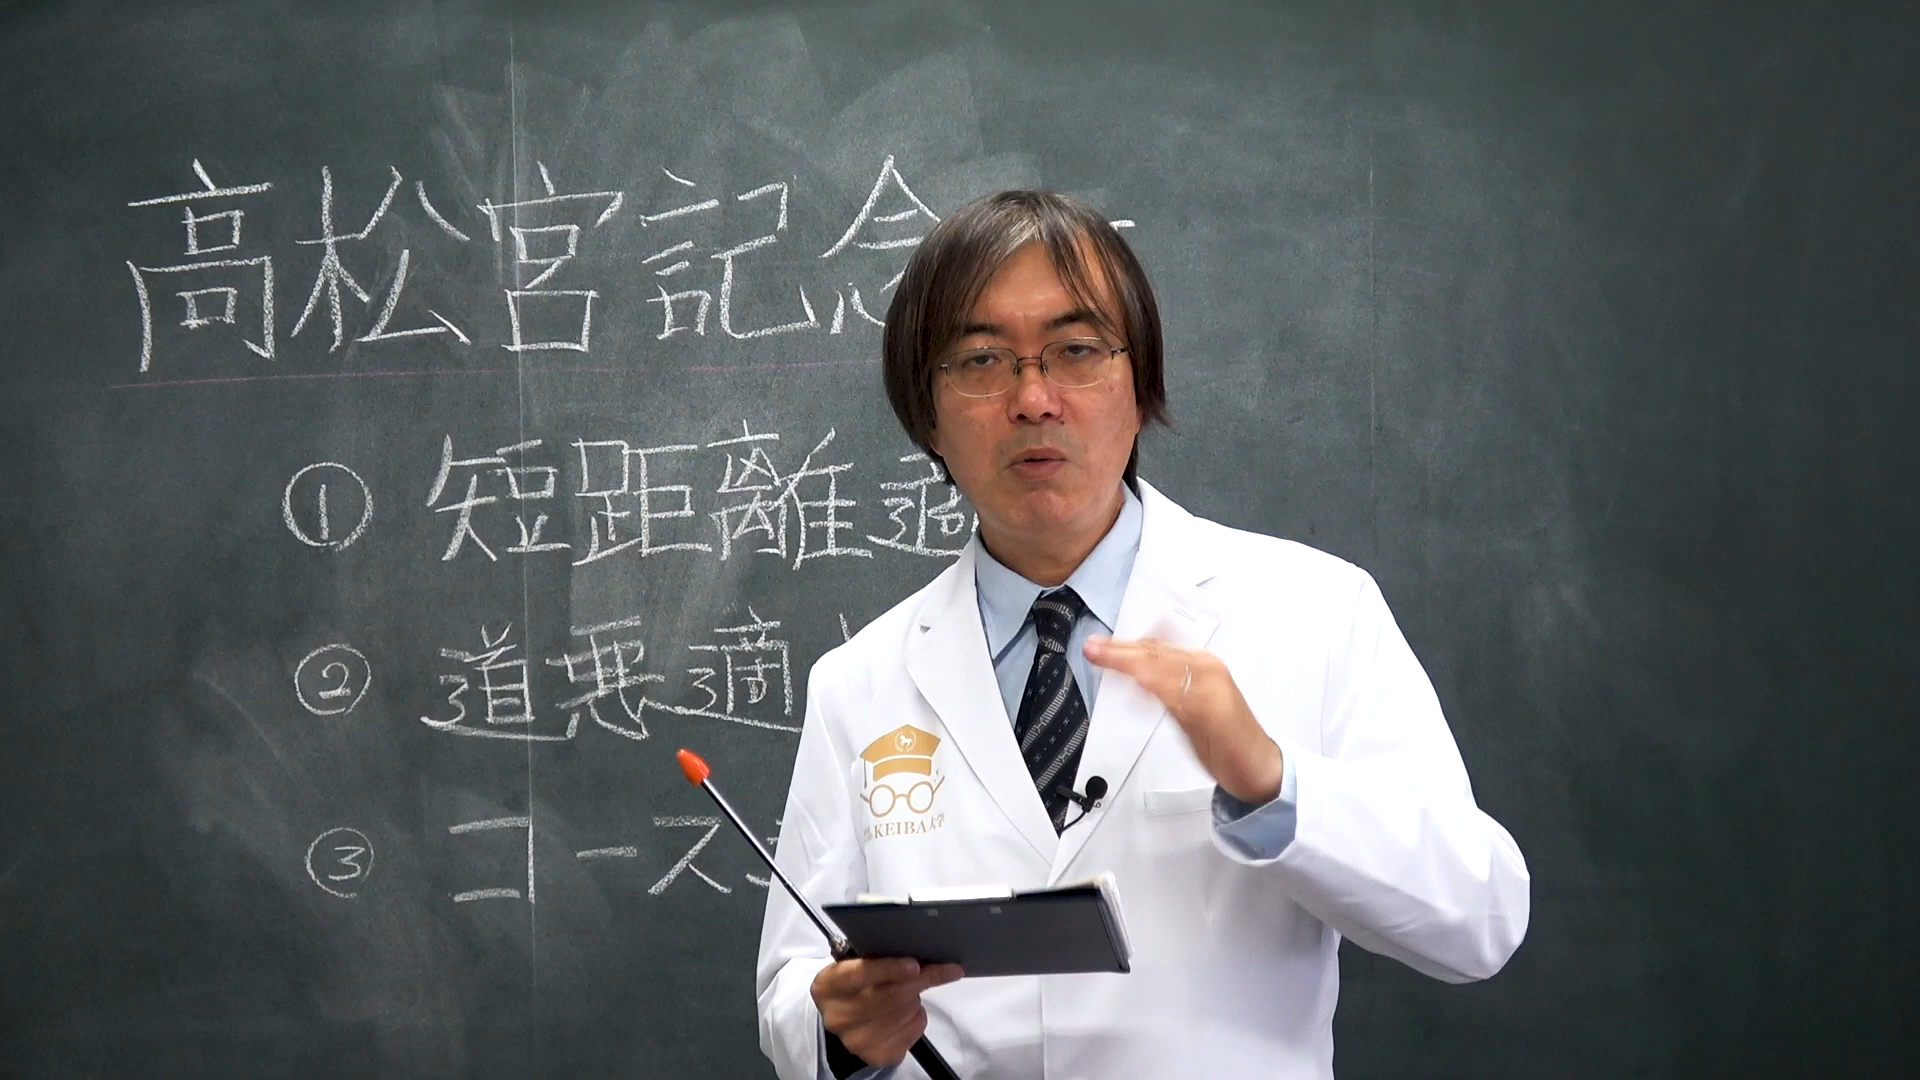 高松宮記念
① 短距離適
② 道悪適
③ コース
KEIBA大学